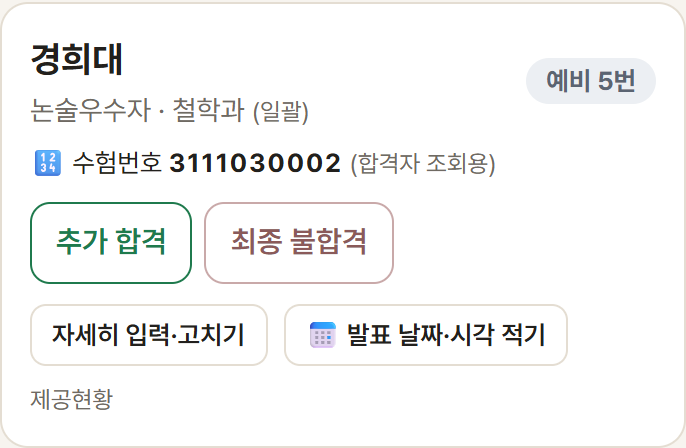 경희대
예비 5번
논술우수자 · 철학과 (일괄)
수험번호 3111030002 (합격자 조회용)
추가 합격 최종 불합격
자세히 입력·고치기 발표 날짜·시각 적기
제공현황